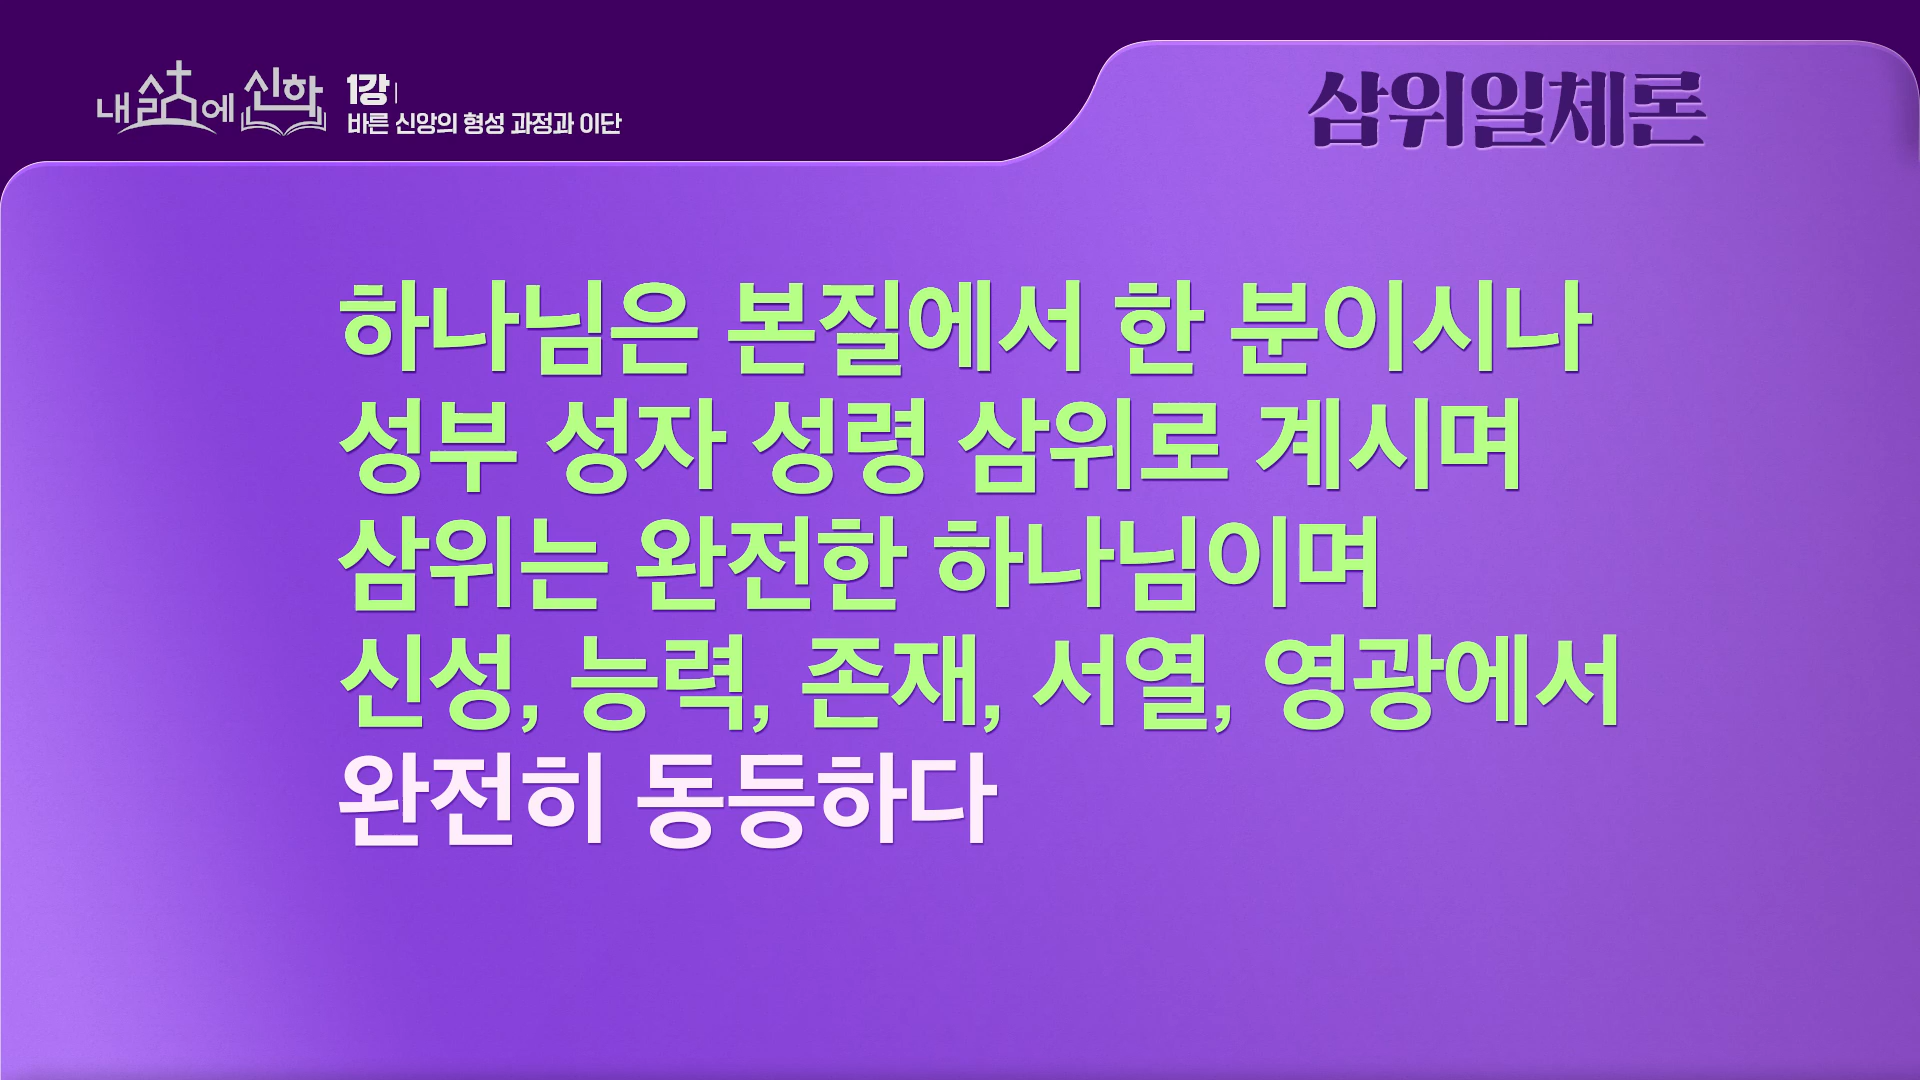 내 삶에 신학
1강
바른 신앙의 형성 과정과 이단
삼위일체론
하나님은 본질에서 한 분이시나
성부 성자 성령 삼위로 계시며
삼위는 완전한 하나님이며
신성, 능력, 존재, 서열, 영광에서
완전히 동등하다